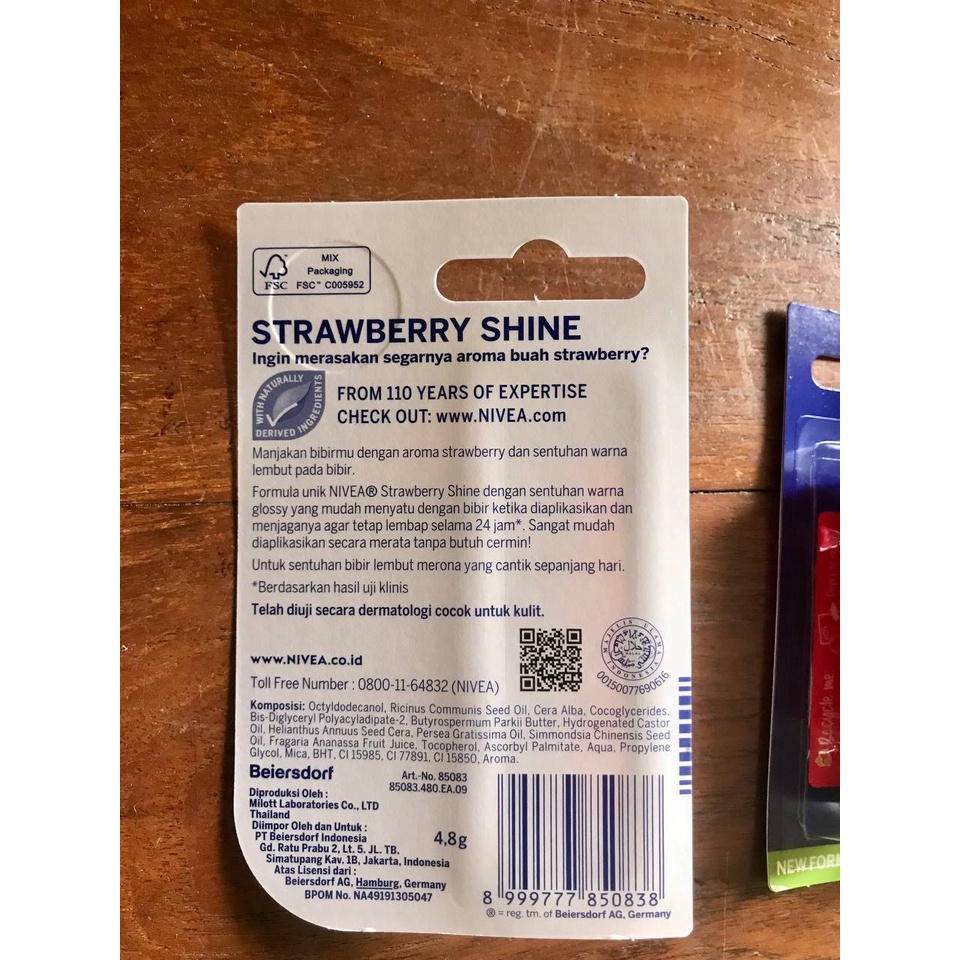 MIX
Packaging
FSC™ C005952
FSC
STRAWBERRY SHINE
Ingin merasakan segarnya aroma buah strawberry?
WITH NATURALLY
DERIVED INGREDIENTS
FROM 110 YEARS OF EXPERTISE
CHECK OUT: www.NIVEA.com
Manjakan bibirmu dengan aroma strawberry dan sentuhan warna
lembut pada bibir.
Formula unik NIVEA® Strawberry Shine dengan sentuhan warna
glossy yang mudah menyatu dengan bibir ketika diaplikasikan dan
menjaganya agar tetap lembap selama 24 jam*. Sangat mudah
diaplikasikan secara merata tanpa butuh cermin!
Untuk sentuhan bibir lembut merona yang cantik sepanjang hari.
*Berdasarkan hasil uji klinis
Telah diuji secara dermatologi cocok untuk kulit.
MAJELIS ULAMA
INDONESIA
حلال
HALAL
00150077690616
www.NIVEA.co.id
Toll Free Number : 0800-11-64832 (NIVEA)
Komposisi: Octyldodecanol, Ricinus Communis Seed Oil, Cera Alba, Cocoglycerides,
Bis-Diglyceryl Polyacyladipate-2, Butyrospermum Parkii Butter, Hydrogenated Castor
Oil, Helianthus Annuus Seed Cera, Persea Gratissima Oil, Simmondsia Chinensis Seed
Oil, Fragaria Ananassa Fruit Juice, Tocopherol, Ascorbyl Palmitate, Aqua, Propylene
Glycol, Mica, BHT, CI 15985, CI 77891, CI 15850, Aroma.
Beiersdorf
Art.-No. 85083
85083.480.EA.09
Diproduksi Oleh :
Milott Laboratories Co., LTD
Thailand
Diimpor Oleh dan Untuk :
PT Beiersdorf Indonesia
Gd. Ratu Prabu 2, Lt. 5. JL. TB.
Simatupang Kav. 1B, Jakarta, Indonesia
Atas Lisensi dari :
Beiersdorf AG, Hamburg, Germany
BPOM No. NA49191305047
4,8g
8 999777 850838
® = reg. tm. of Beiersdorf AG, Germany
Recycle me
NEW FOR